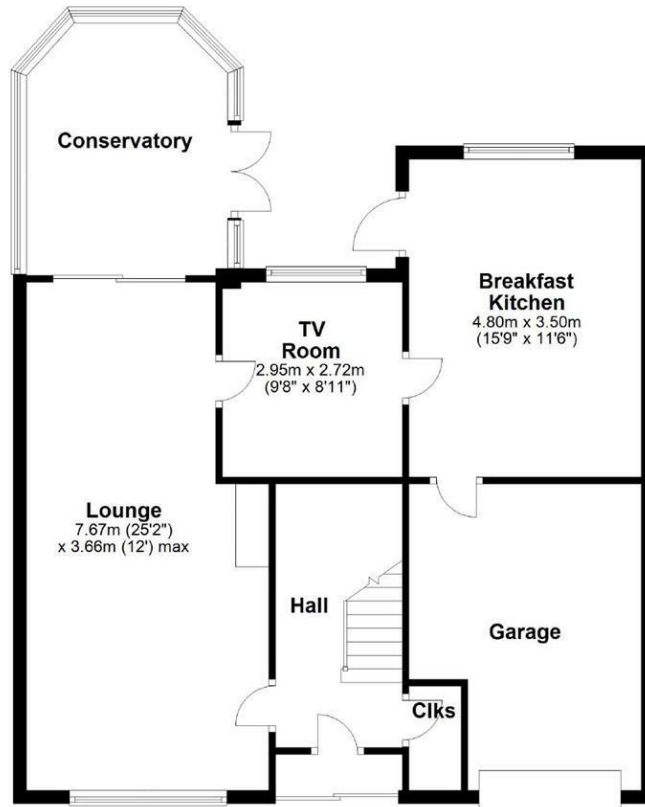 Conservatory
Breakfast
Kitchen
4.80m x 3.50m
(15'9" x 11'6")
TV
Room
2.95m x 2.72m
(9'8" x 8'11")
Lounge
7.67m (25'2")
x 3.66m (12') max
Hall
Garage
Clks